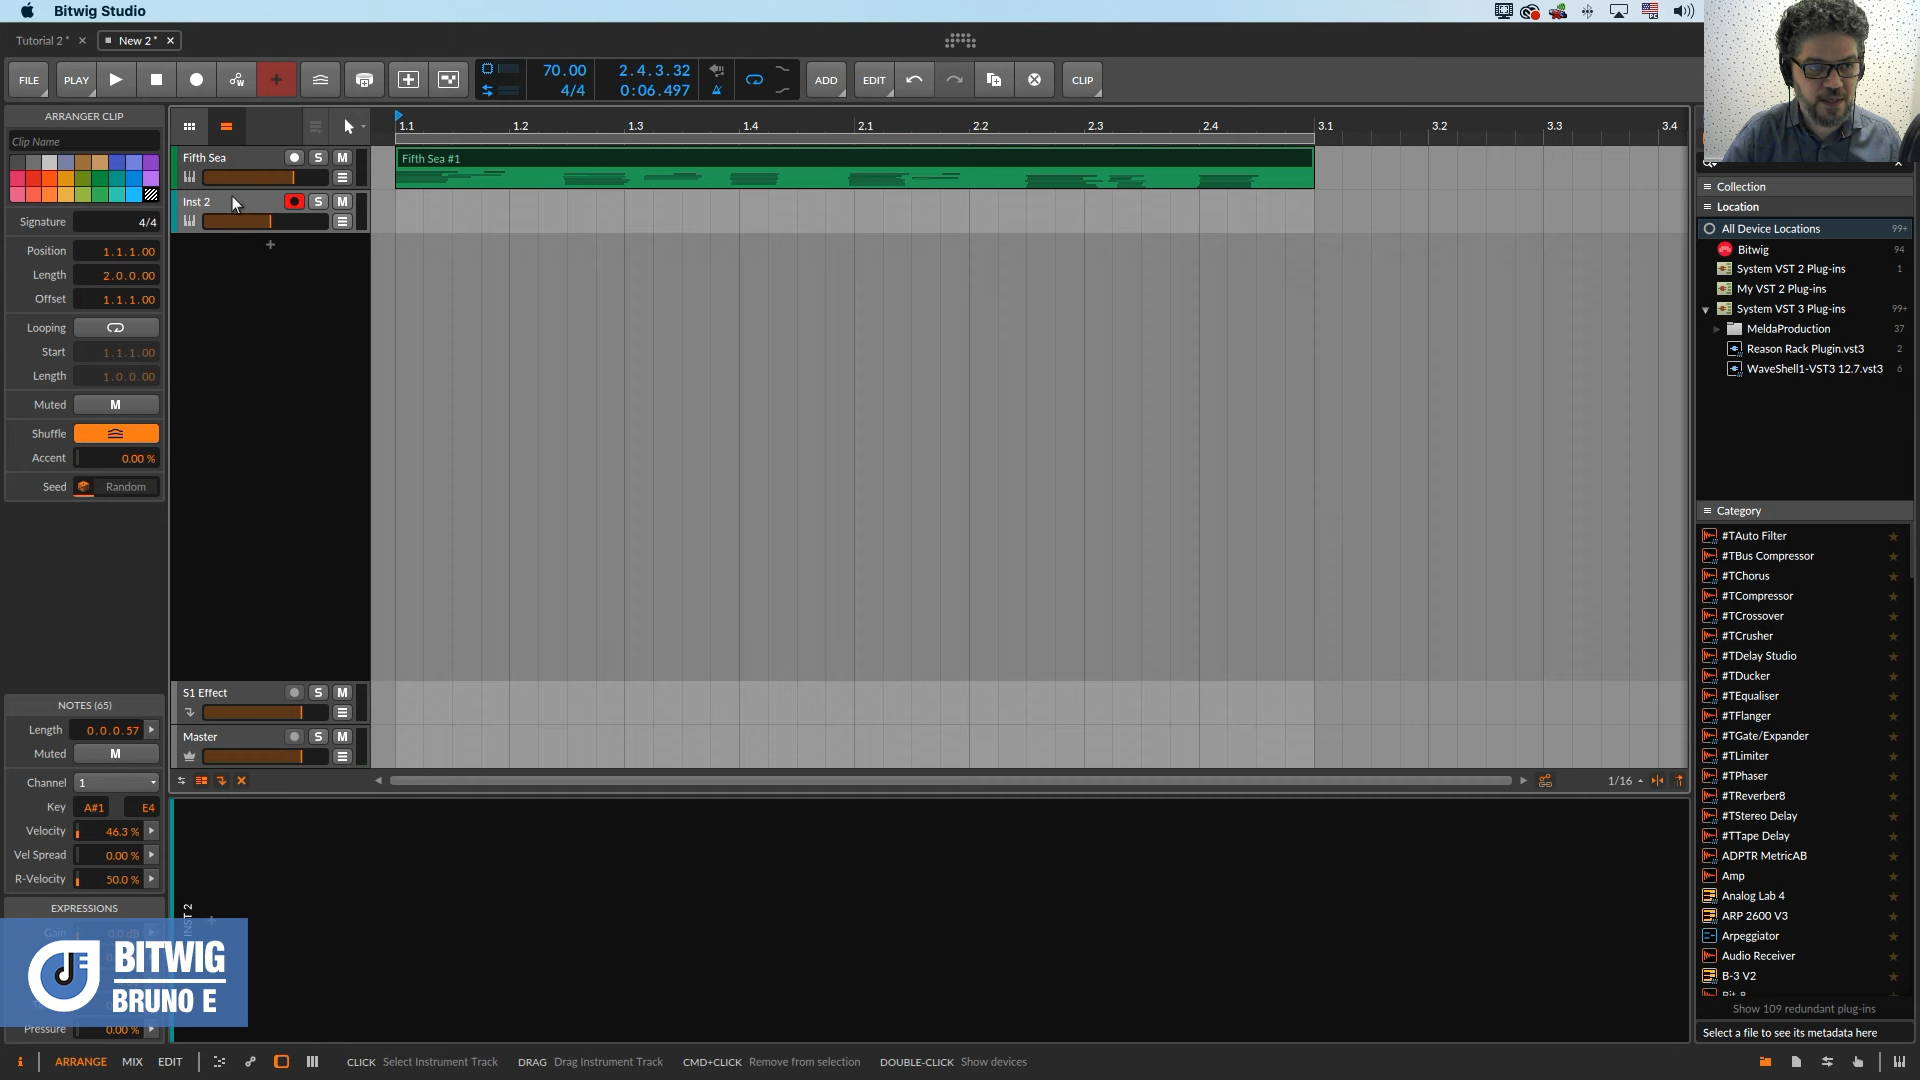 Bitwig Studio
Tutorial 2 *
New 2 *
FILE
PLAY
70.00
4/4
2.4.3.32
0:06.497
ADD
EDIT
CLIP
ARRANGER CLIP
Clip Name
Signature 4/4
Position 1.1.1.00
Length 2.0.0.00
Offset 1.1.1.00
Looping
Start 1.1.1.00
Length 1.0.0.00
Muted M
Shuffle
Accent 0.00 %
Seed Random
NOTES (65)
Length 0.0.0.57
Muted M
Channel 1
Key A#1 E4
Velocity 46.3 %
Vel Spread 0.00 %
R-Velocity 50.0 %
EXPRESSIONS
Gain 0.0 dB
Pressure 0.00 %
BITWIG
BRUNO E
1.1 1.2 1.3 1.4 2.1 2.2 2.3 2.4 3.1 3.2 3.3 3.4
Fifth Sea S M
Fifth Sea #1
Inst 2 S M
S1 Effect S M
Master S M
1/16
INST 2
Collection
Location
All Device Locations 99+
Bitwig 94
System VST 2 Plug-ins 1
My VST 2 Plug-ins
System VST 3 Plug-ins 99+
MeldaProduction 37
Reason Rack Plugin.vst3 2
WaveShell1-VST3 12.7.vst3 6
Category
#TAuto Filter
#TBus Compressor
#TChorus
#TCompressor
#TCrossover
#TCrusher
#TDelay Studio
#TDucker
#TEqualiser
#TFlanger
#TGate/Expander
#TLimiter
#TPhaser
#TReverber8
#TStereo Delay
#TTape Delay
ADPTR MetricAB
Amp
Analog Lab 4
ARP 2600 V3
Arpeggiator
Audio Receiver
B-3 V2
Show 109 redundant plug-ins
Select a file to see its metadata here
i ARRANGE MIX EDIT
CLICK Select Instrument Track DRAG Drag Instrument Track CMD+CLICK Remove from selection DOUBLE-CLICK Show devices